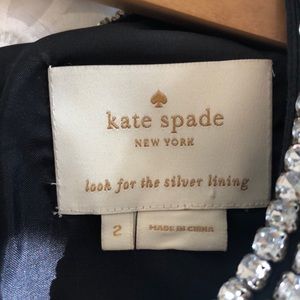 kate spade
NEW YORK
look for the silver lining
2
MADE IN CHINA